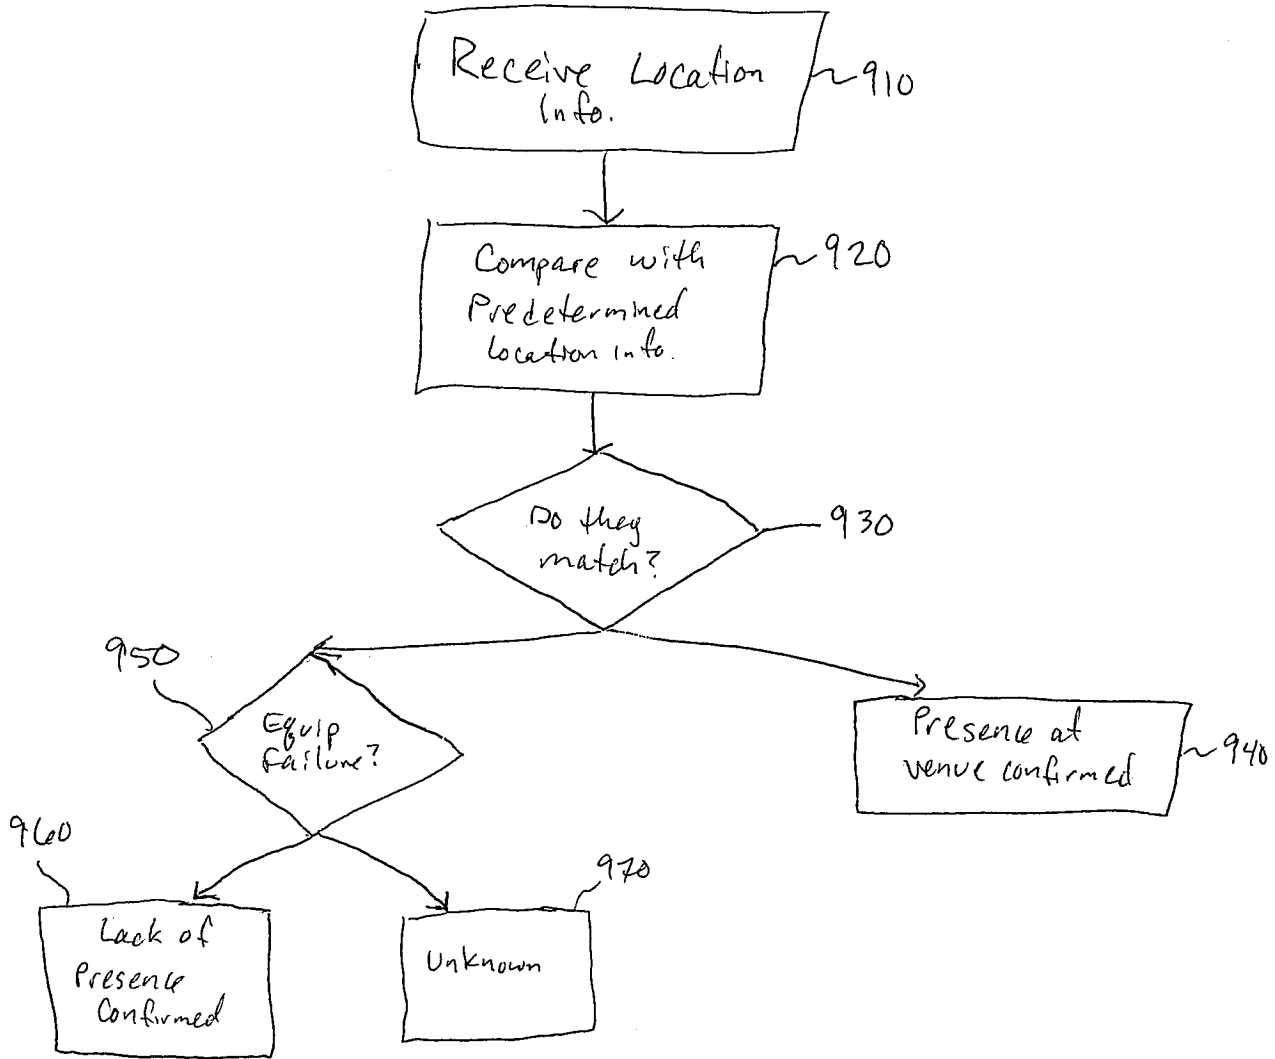 Receive Location
Info.
910
Compare with
Predetermined
Location info.
920
Do they
match?
930
950
Equip
Failure?
Presence at
venue confirmed
940
960
Lack of
Presence
Confirmed
970
Unknown